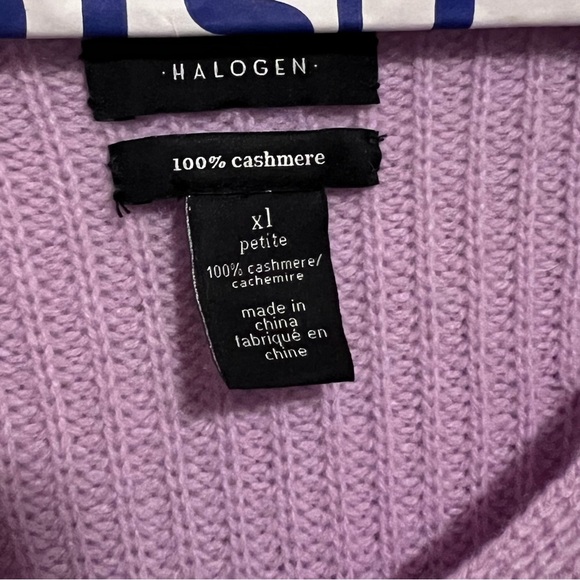 ·HALOGEN·
100% cashmere
xl
petite
100% cashmere/
cachemire
made in
china
fabriqué en
chine